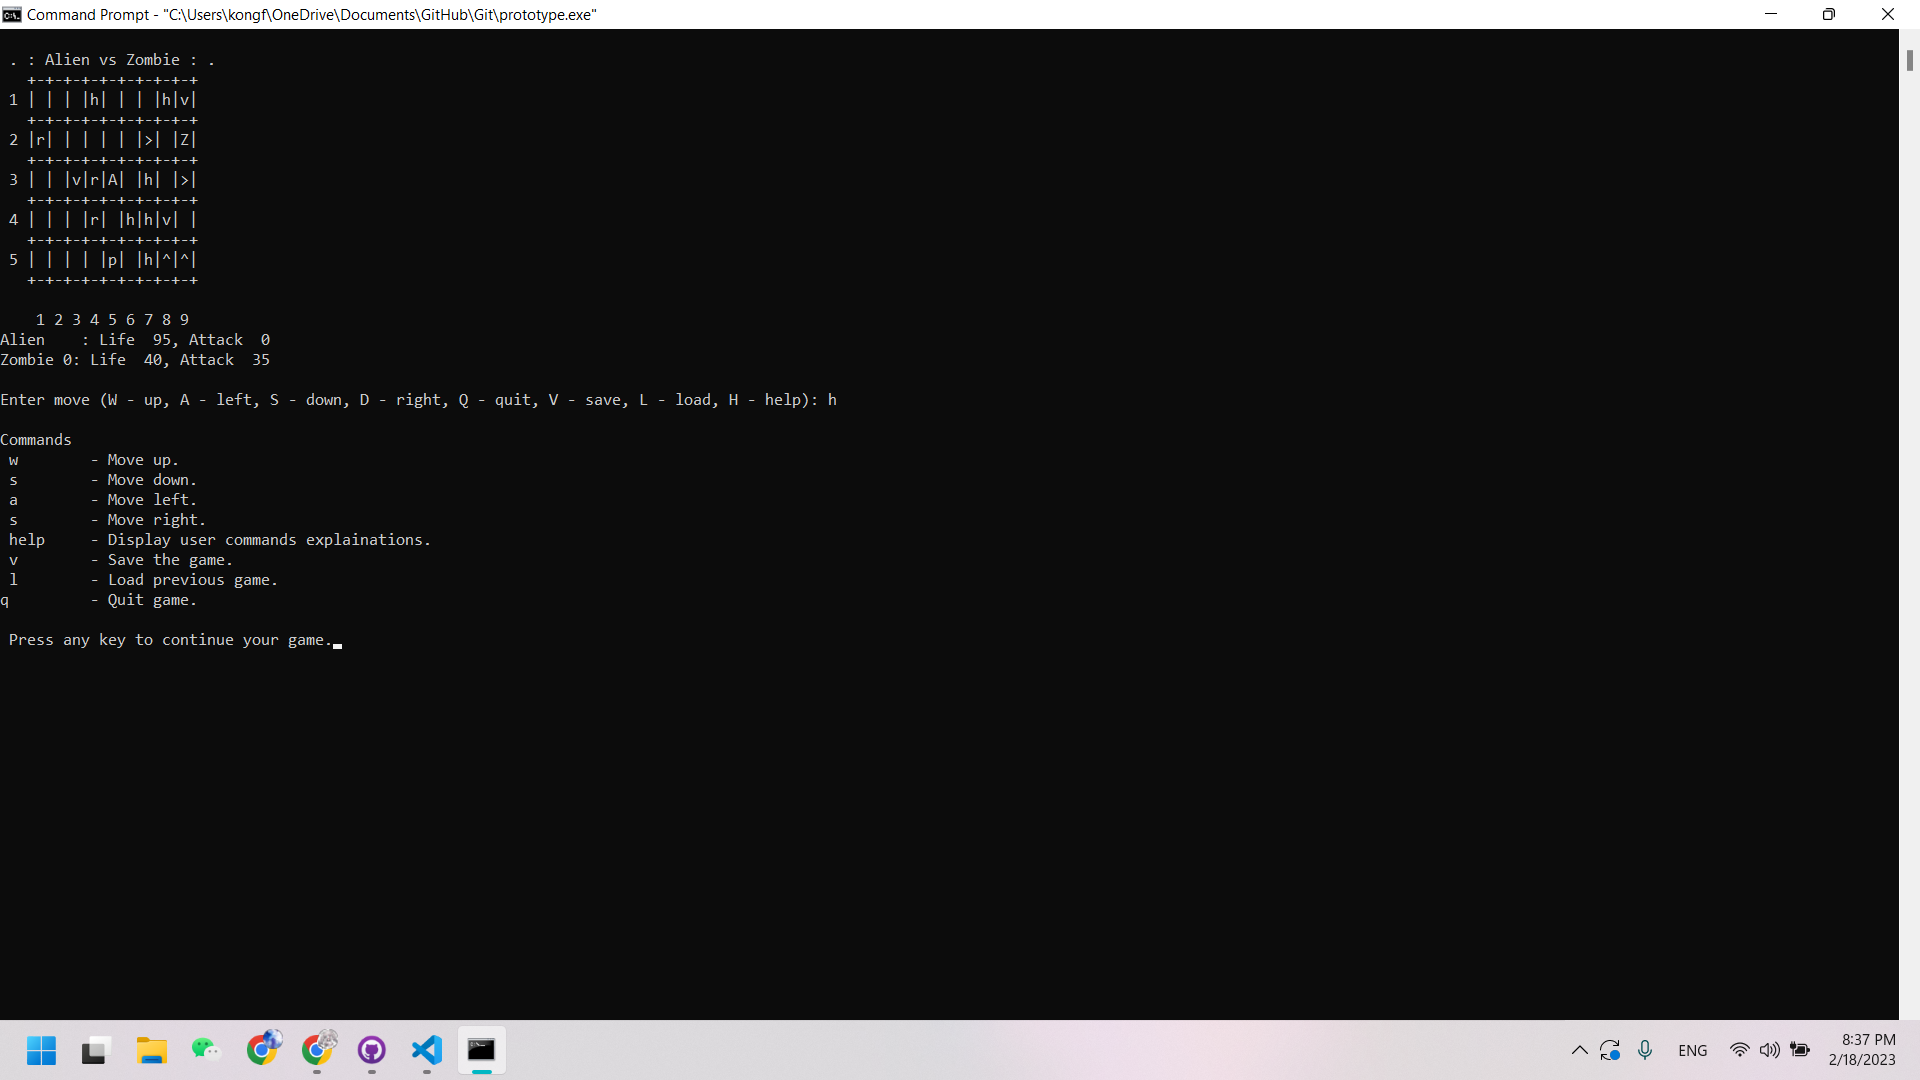 Command Prompt - "C:\Users\kongf\OneDrive\Documents\GitHub\Git\prototype.exe"
. : Alien vs Zombie : .
+-+-+-+-+-+-+-+-+-+
1 | | | |h| | | |h|v|
+-+-+-+-+-+-+-+-+-+
2 |r| | | | | |>| |Z|
+-+-+-+-+-+-+-+-+-+
3 | | |v|r|A| |h| |>|
+-+-+-+-+-+-+-+-+-+
4 | | | |r| |h|h|v| |
+-+-+-+-+-+-+-+-+-+
5 | | | | |p| |h|^|^|
+-+-+-+-+-+-+-+-+-+
1 2 3 4 5 6 7 8 9
Alien    : Life  95, Attack  0
Zombie 0: Life  40, Attack  35
Enter move (W - up, A - left, S - down, D - right, Q - quit, V - save, L - load, H - help): h
Commands
w        - Move up.
s        - Move down.
a        - Move left.
s        - Move right.
help     - Display user commands explainations.
v        - Save the game.
l        - Load previous game.
q         - Quit game.
Press any key to continue your game.
ENG
8:37 PM
2/18/2023